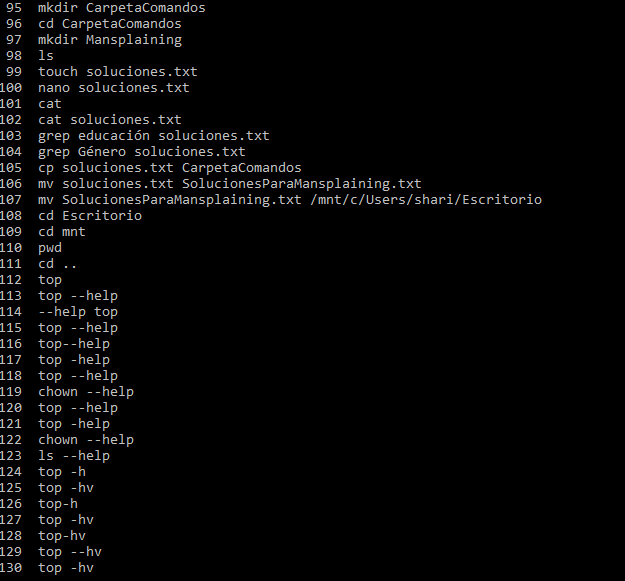 95 mkdir CarpetaComandos
96 cd CarpetaComandos
97 mkdir Mansplaining
98 ls
99 touch soluciones.txt
100 nano soluciones.txt
101 cat
102 cat soluciones.txt
103 grep educación soluciones.txt
104 grep Género soluciones.txt
105 cp soluciones.txt CarpetaComandos
106 mv soluciones.txt SolucionesParaMansplaining.txt
107 mv SolucionesParaMansplaining.txt /mnt/c/Users/shari/Escritorio
108 cd Escritorio
109 cd mnt
110 pwd
111 cd ..
112 top
113 top --help
114 --help top
115 top --help
116 top--help
117 top -help
118 top --help
119 chown --help
120 top --help
121 top -help
122 chown --help
123 ls --help
124 top -h
125 top -hv
126 top-h
127 top -hv
128 top-hv
129 top --hv
130 top -hv